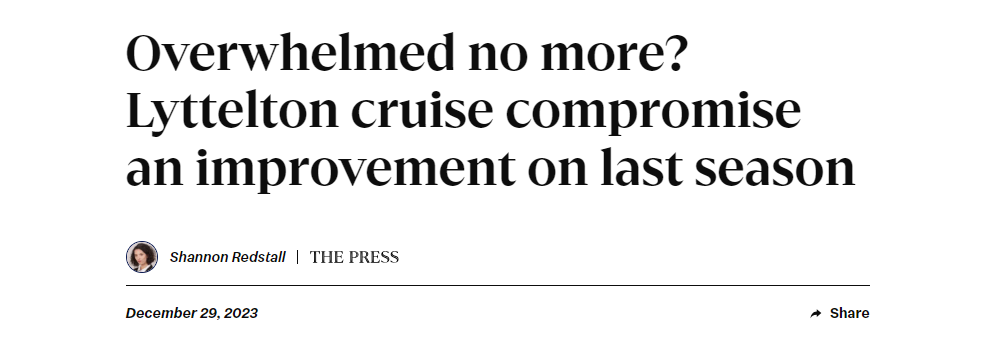 Overwhelmed no more?
Lyttelton cruise compromise
an improvement on last season
Shannon Redstall | THE PRESS
December 29, 2023
Share